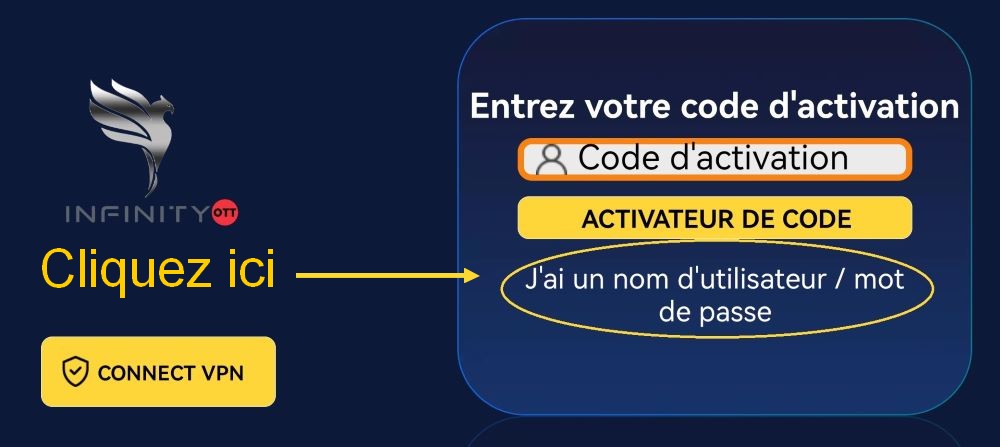 Entrez votre code d'activation
Code d'activation
ACTIVATEUR DE CODE
J'ai un nom d'utilisateur / mot
de passe
INFINITY OTT
Cliquez ici
CONNECT VPN